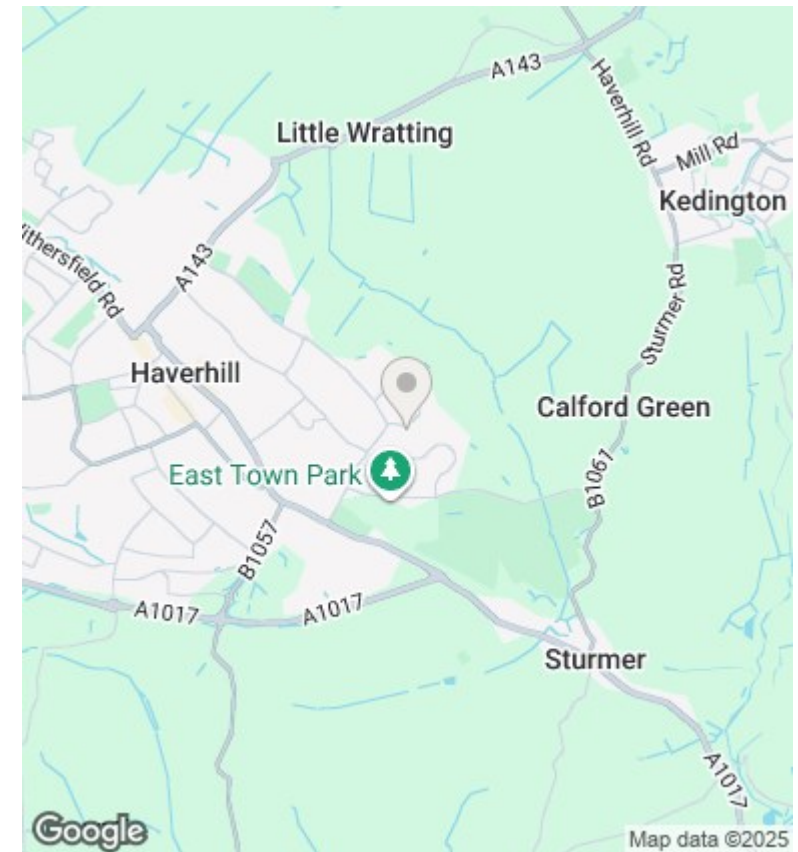 A143
Little Wratting
Haverhill Rd
Mill Rd
Kedington
ithersfield Rd
A143
Sturmer Rd
Haverhill
Calford Green
East Town Park
B1061
B1057
A1017
A1017
Sturmer
A1017
Google
Map data ©2025